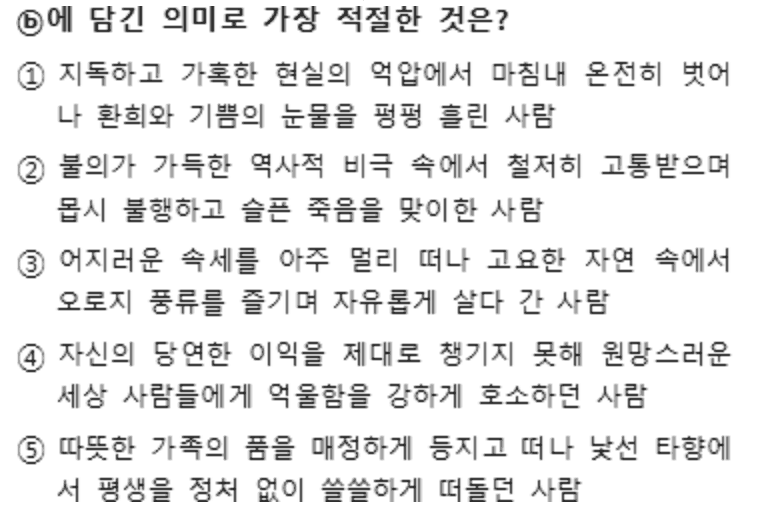 ⓑ에 담긴 의미로 가장 적절한 것은?
① 지독하고 가혹한 현실의 억압에서 마침내 온전히 벗어
나 환희와 기쁨의 눈물을 펑펑 흘린 사람
② 불의가 가득한 역사적 비극 속에서 철저히 고통받으며
몹시 불행하고 슬픈 죽음을 맞이한 사람
③ 어지러운 속세를 아주 멀리 떠나 고요한 자연 속에서
오로지 풍류를 즐기며 자유롭게 살다 간 사람
④ 자신의 당연한 이익을 제대로 챙기지 못해 원망스러운
세상 사람들에게 억울함을 강하게 호소하던 사람
⑤ 따뜻한 가족의 품을 매정하게 등지고 떠나 낯선 타향에
서 평생을 정처 없이 쓸쓸하게 떠돌던 사람